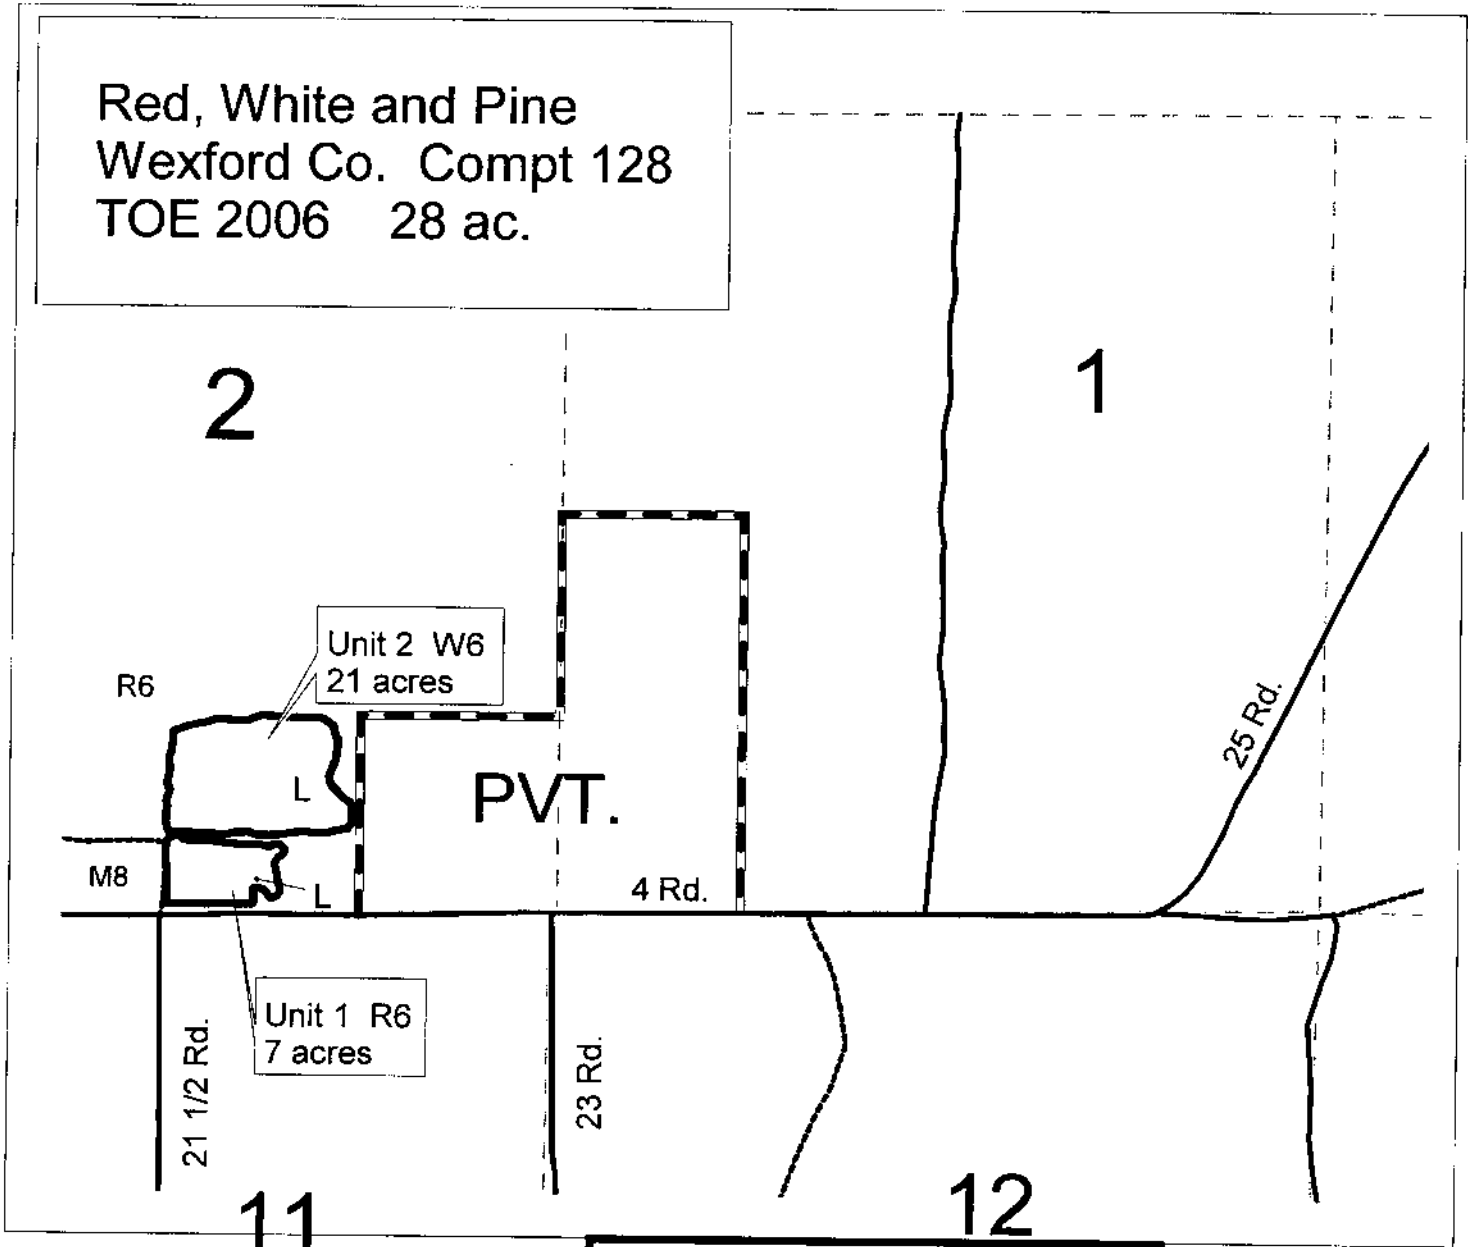 Red, White and Pine
Wexford Co. Compt 128
TOE 2006 28 ac.
2
1
Unit 2 W6
21 acres
R6
25 Rd.
L
PVT.
M8
L
4 Rd.
Unit 1 R6
7 acres
21 1/2 Rd.
23 Rd.
11
12